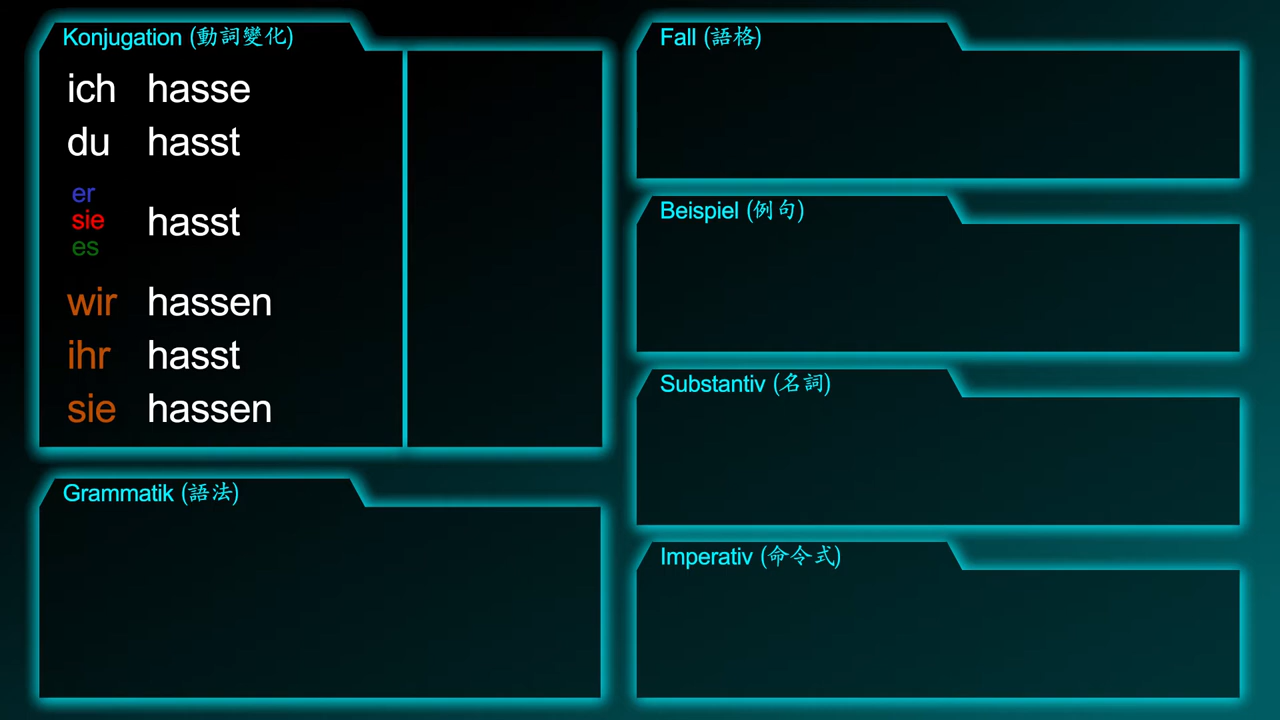 Konjugation (動詞變化)
ich hasse
du hasst
er
sie hasst
es
wir hassen
ihr hasst
sie hassen
Grammatik (語法)
Fall (語格)
Beispiel (例句)
Substantiv (名詞)
Imperativ (命令式)